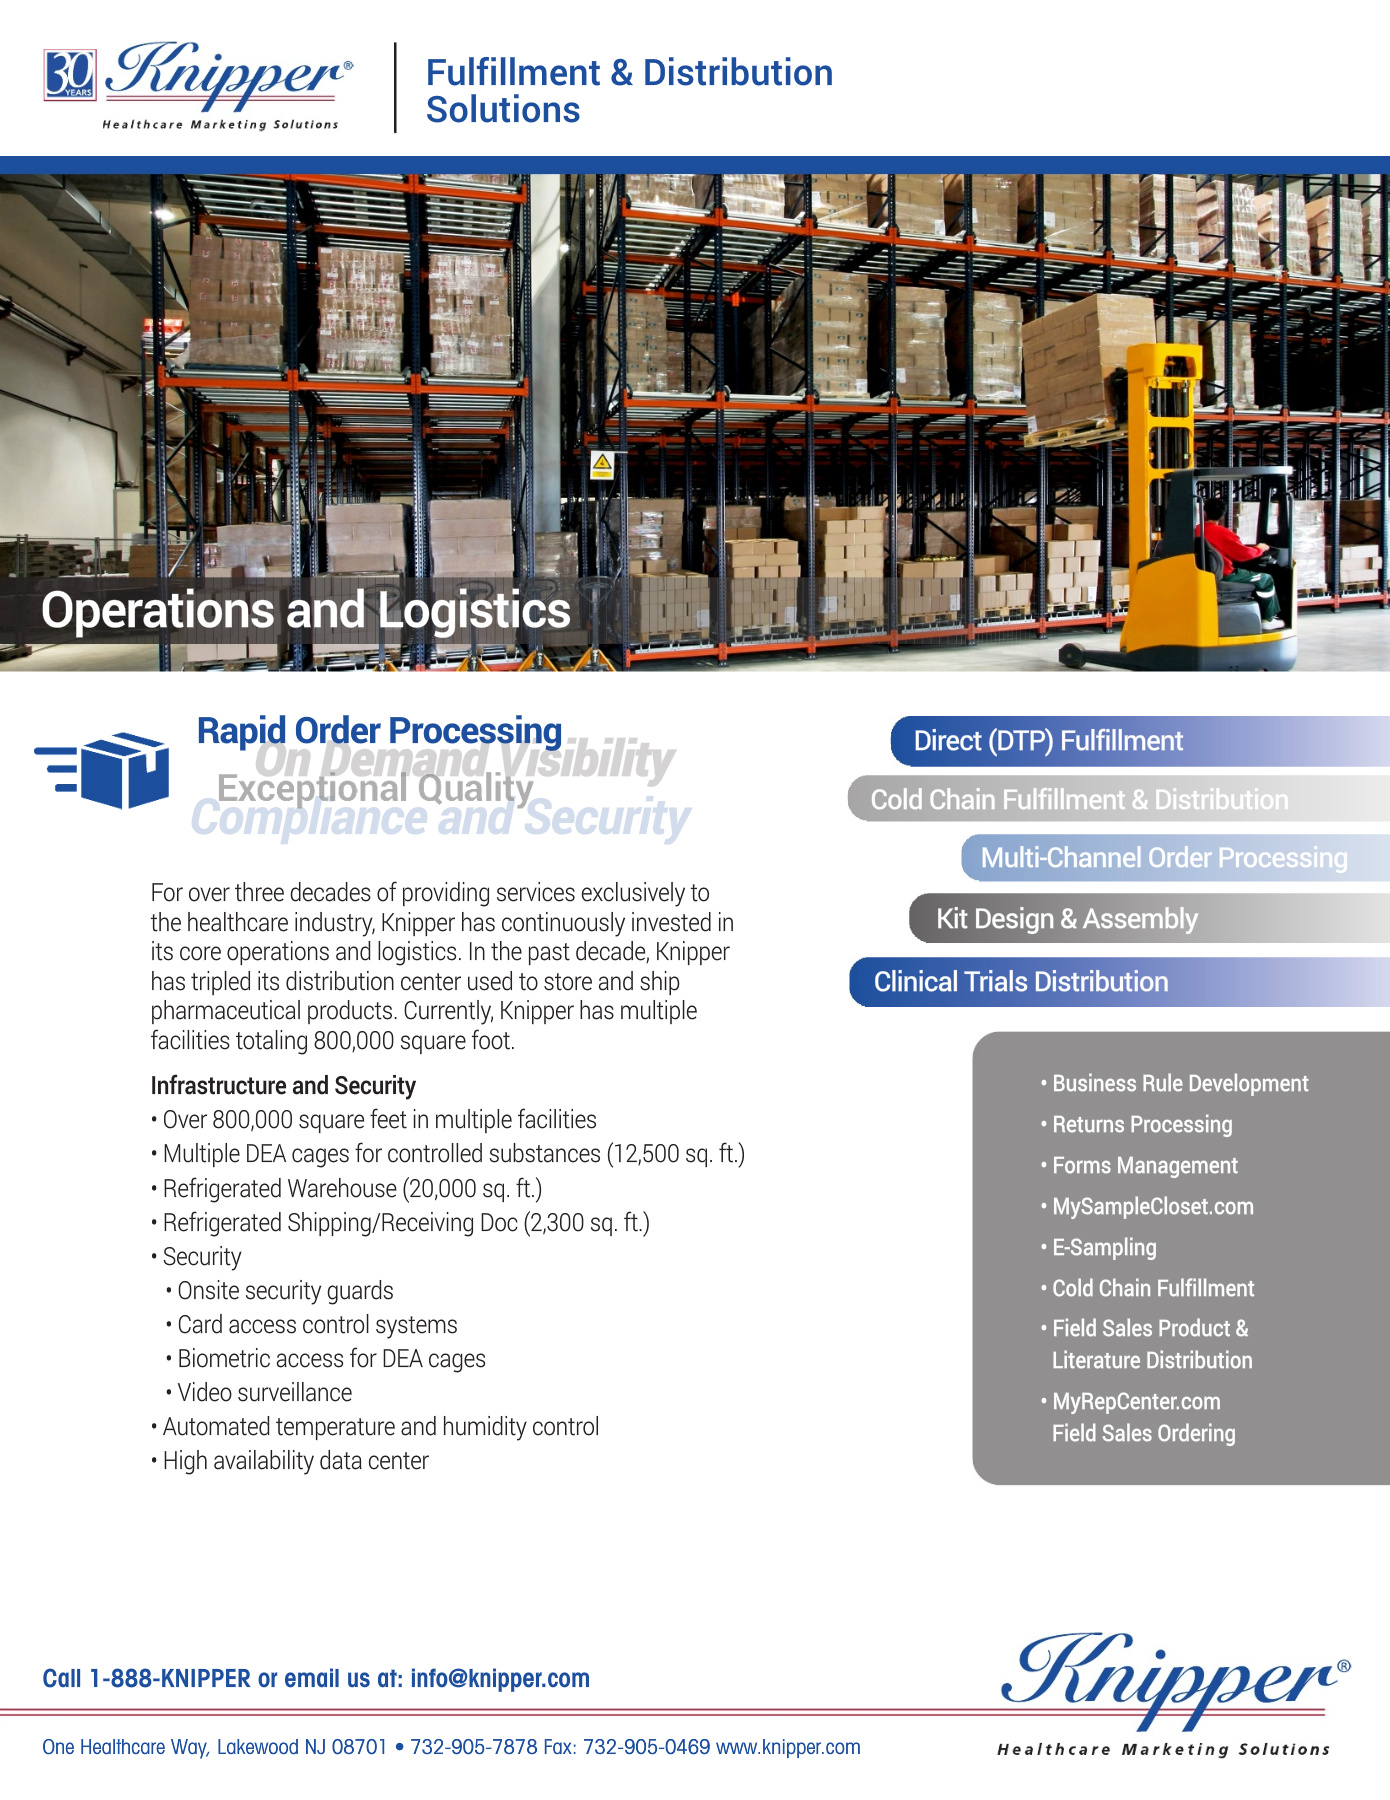 30
YEARS
Knipper®
Healthcare Marketing Solutions
Fulfillment & Distribution
Solutions
Operations and Logistics
Rapid Order Processing
On Demand Visibility
Exceptional Quality
Compliance and Security
For over three decades of providing services exclusively to
the healthcare industry, Knipper has continuously invested in
its core operations and logistics. In the past decade, Knipper
has tripled its distribution center used to store and ship
pharmaceutical products. Currently, Knipper has multiple
facilities totaling 800,000 square foot.
Infrastructure and Security
• Over 800,000 square feet in multiple facilities
• Multiple DEA cages for controlled substances (12,500 sq. ft.)
• Refrigerated Warehouse (20,000 sq. ft.)
• Refrigerated Shipping/Receiving Doc (2,300 sq. ft.)
• Security
• Onsite security guards
• Card access control systems
• Biometric access for DEA cages
• Video surveillance
• Automated temperature and humidity control
• High availability data center
Direct (DTP) Fulfillment
Cold Chain Fulfillment & Distribution
Multi-Channel Order Processing
Kit Design & Assembly
Clinical Trials Distribution
• Business Rule Development
• Returns Processing
• Forms Management
• MySampleCloset.com
• E-Sampling
• Cold Chain Fulfillment
• Field Sales Product &
Literature Distribution
• MyRepCenter.com
Field Sales Ordering
Call 1-888-KNIPPER or email us at: info@knipper.com
One Healthcare Way, Lakewood NJ 08701 • 732-905-7878 Fax: 732-905-0469 www.knipper.com
Knipper®
Healthcare Marketing Solutions